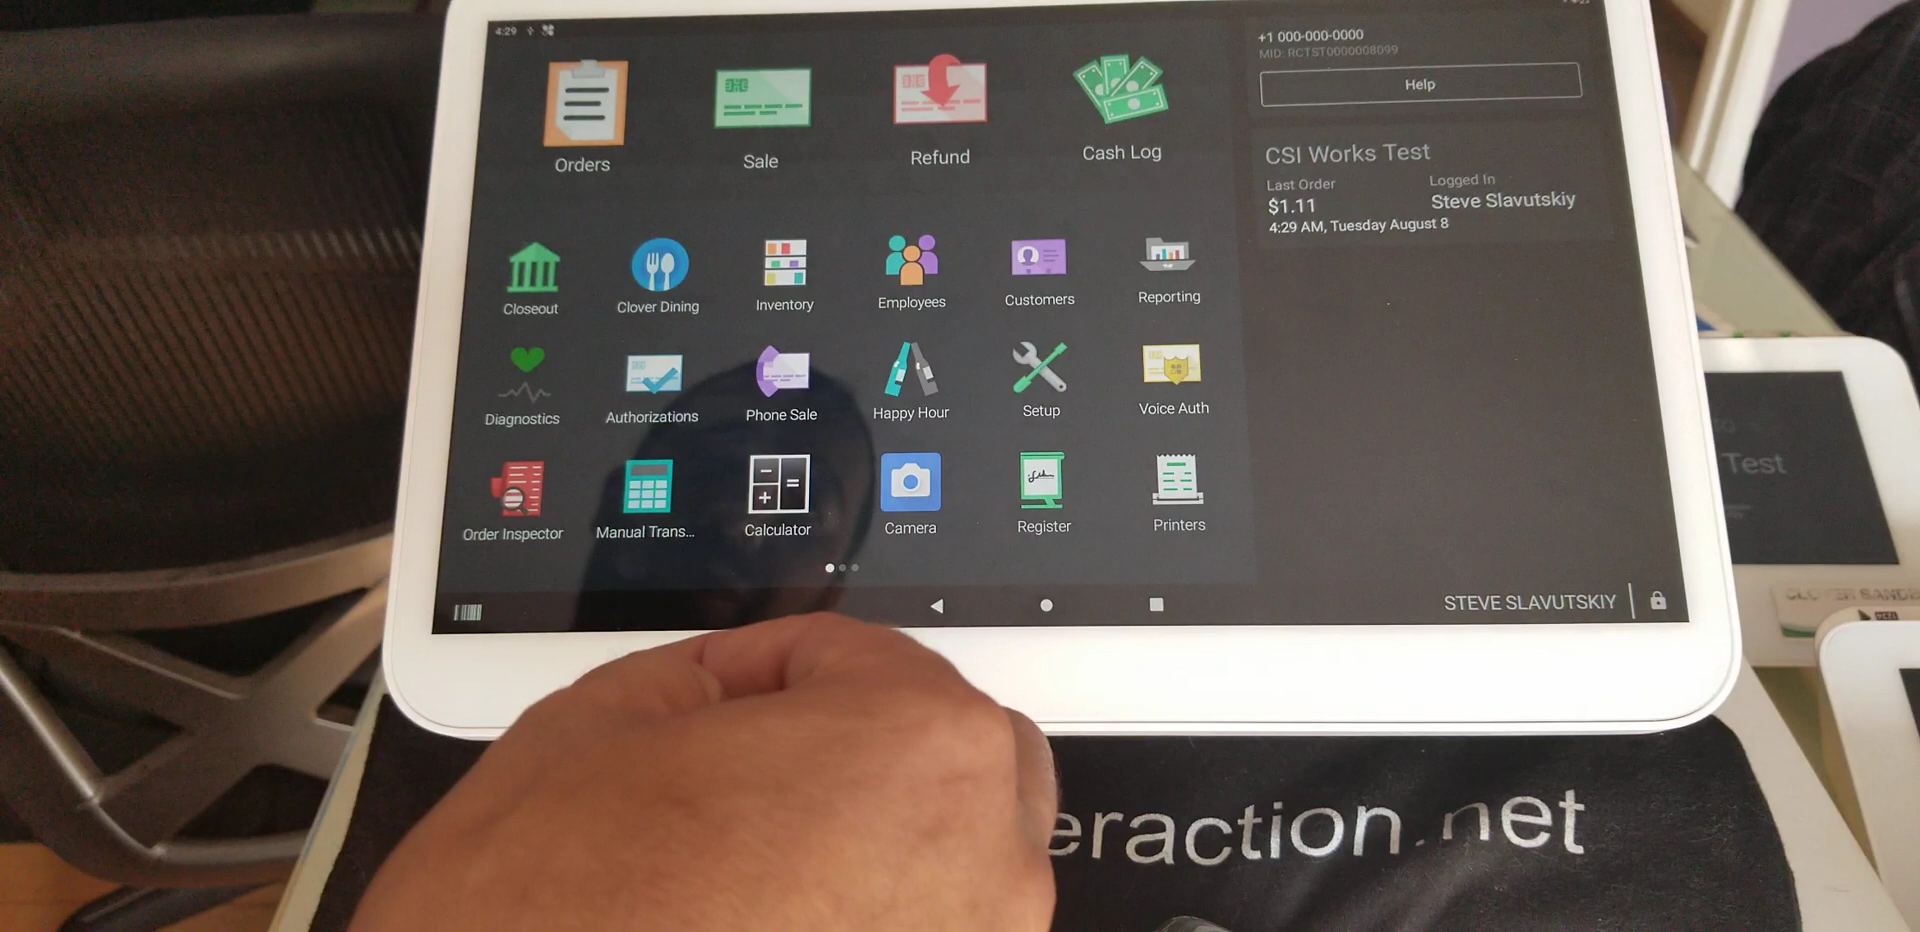 4:29
+1 000-000-0000
MID: RCTST0000008099
Help
Orders
Sale
Refund
Cash Log
CSI Works Test
Last Order
Logged In
$1.11
Steve Slavutskiy
4:29 AM, Tuesday August 8
Closeout
Clover Dining
Inventory
Employees
Customers
Reporting
Diagnostics
Authorizations
Phone Sale
Happy Hour
Setup
Voice Auth
Order Inspector
Manual Trans...
Calculator
Camera
Register
Printers
STEVE SLAVUTSKIY
Test
eraction.net